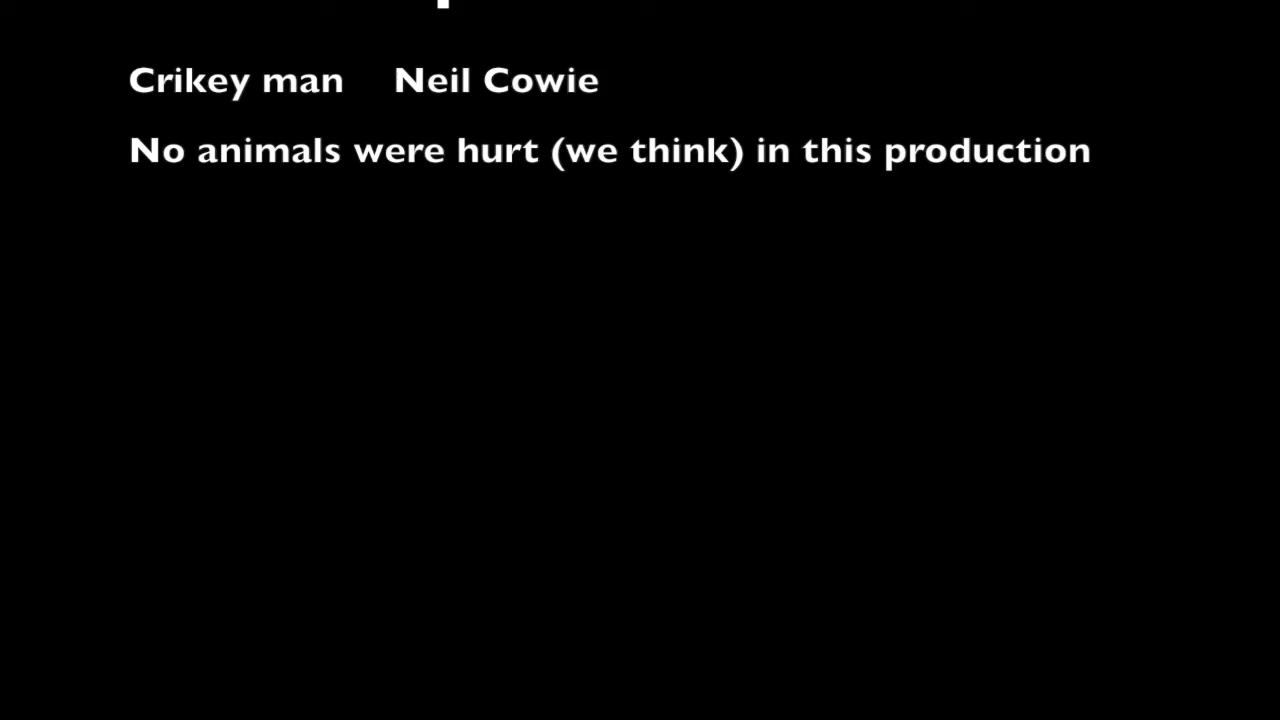 Crikey man Neil Cowie
No animals were hurt (we think) in this production